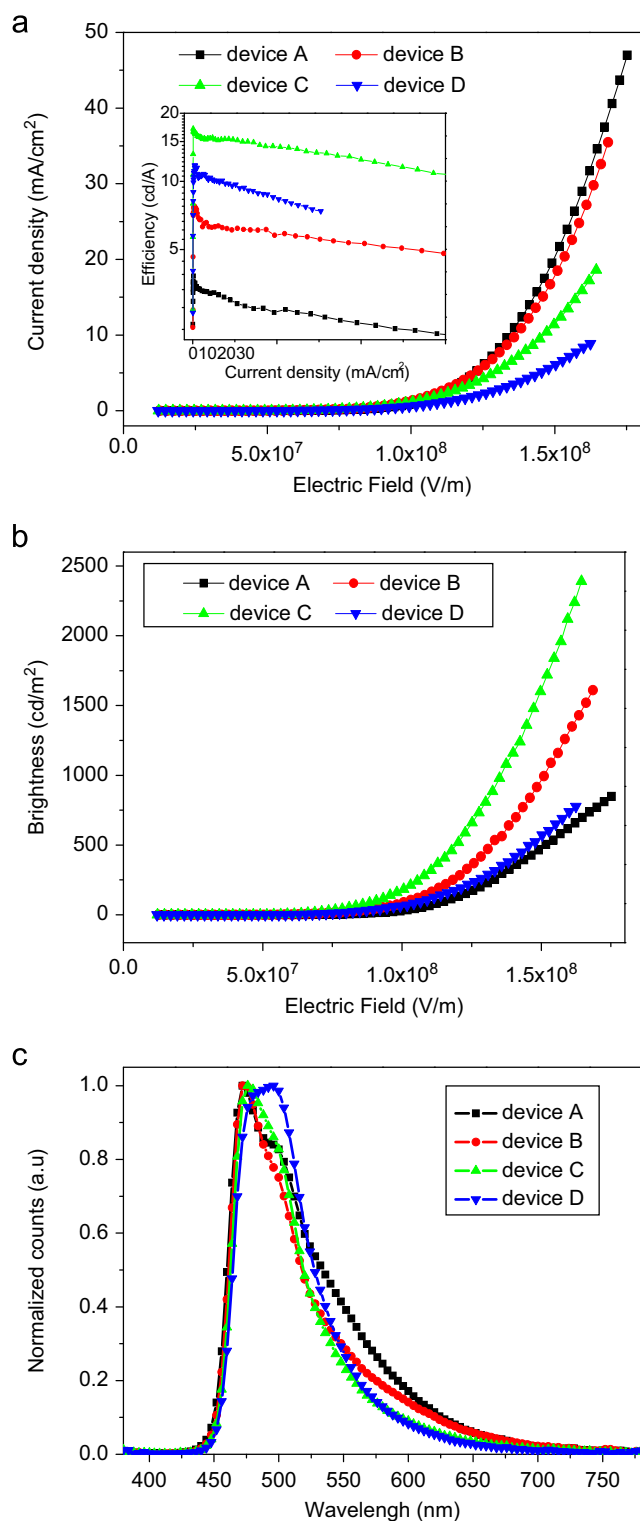 a
device A device B
device C device D
50
40
30
20
10
0
Current density (mA/cm²)
20
15
10
5
Efficiency (cd/A)
0102030
Current density (mA/cm²)
0.0 5.0x10⁷ 1.0x10⁸ 1.5x10⁸
Electric Field (V/m)
b
device A device B
device C device D
2500
2000
1500
1000
500
0
Brightness (cd/m²)
0.0 5.0x10⁷ 1.0x10⁸ 1.5x10⁸
Electric Field (V/m)
c
device A
device B
device C
device D
1.0
0.8
0.6
0.4
0.2
0.0
Normalized counts (a.u)
400 450 500 550 600 650 700 750
Wavelengh (nm)